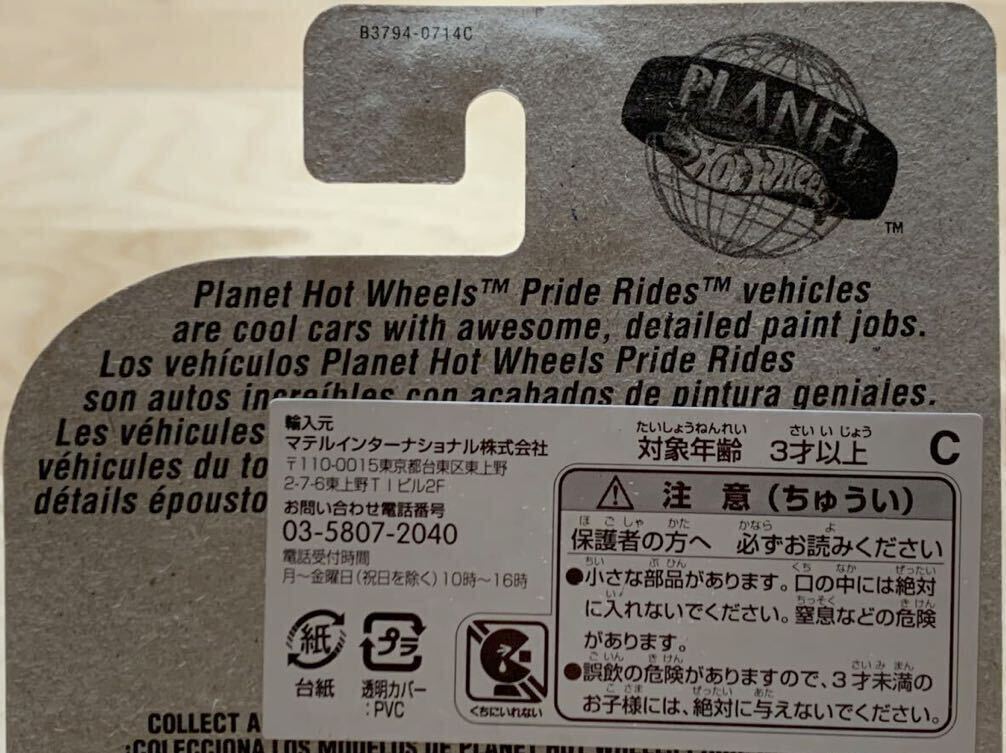 B3794-0714C
PLANET
HOT WHEELS
TM
Planet Hot Wheels™ Pride Rides™ vehicles
are cool cars with awesome, detailed paint jobs.
Los vehículos Planet Hot Wheels Pride Rides
son autos increíbles con acabados de pintura geniales.
Les véhicules
véhicules du to
détails épousto
輸入元
マテルインターナショナル株式会社
〒110-0015東京都台東区東上野
2-7-6東上野TIビル2F
お問い合わせ電話番号
03-5807-2040
電話受付時間
月〜金曜日(祝日を除く)10時〜16時
紙
台紙
プラ
透明カバー
:PVC
くちにいれない
たいしょうねんれい さいいじょう
対象年齢 3才以上
C
注意(ちゅうい)
ほごしゃ かた かなら よ
保護者の方へ 必ずお読みください
ちい ぶひん くち なか ぜったい
●小さな部品があります。口の中には絶対
い ちっそく きけん
に入れないでください。窒息などの危険
があります。
ごいん きけん さいみまん
●誤飲の危険がありますので、3才未満の
こさま ぜったい あた
お子様には、絶対に与えないでください。
COLLECT A
¡COLECCIONA LOS MODELOS DE PLANET HOT WHEELS